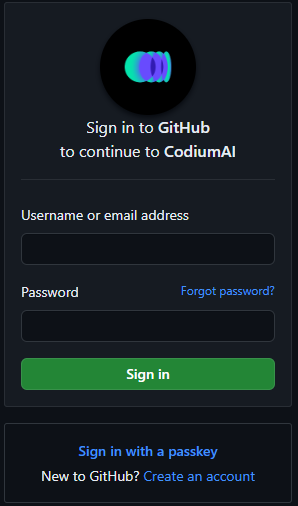 Sign in to GitHub
to continue to CodiumAI
Username or email address
Password Forgot password?
Sign in
Sign in with a passkey
New to GitHub? Create an account